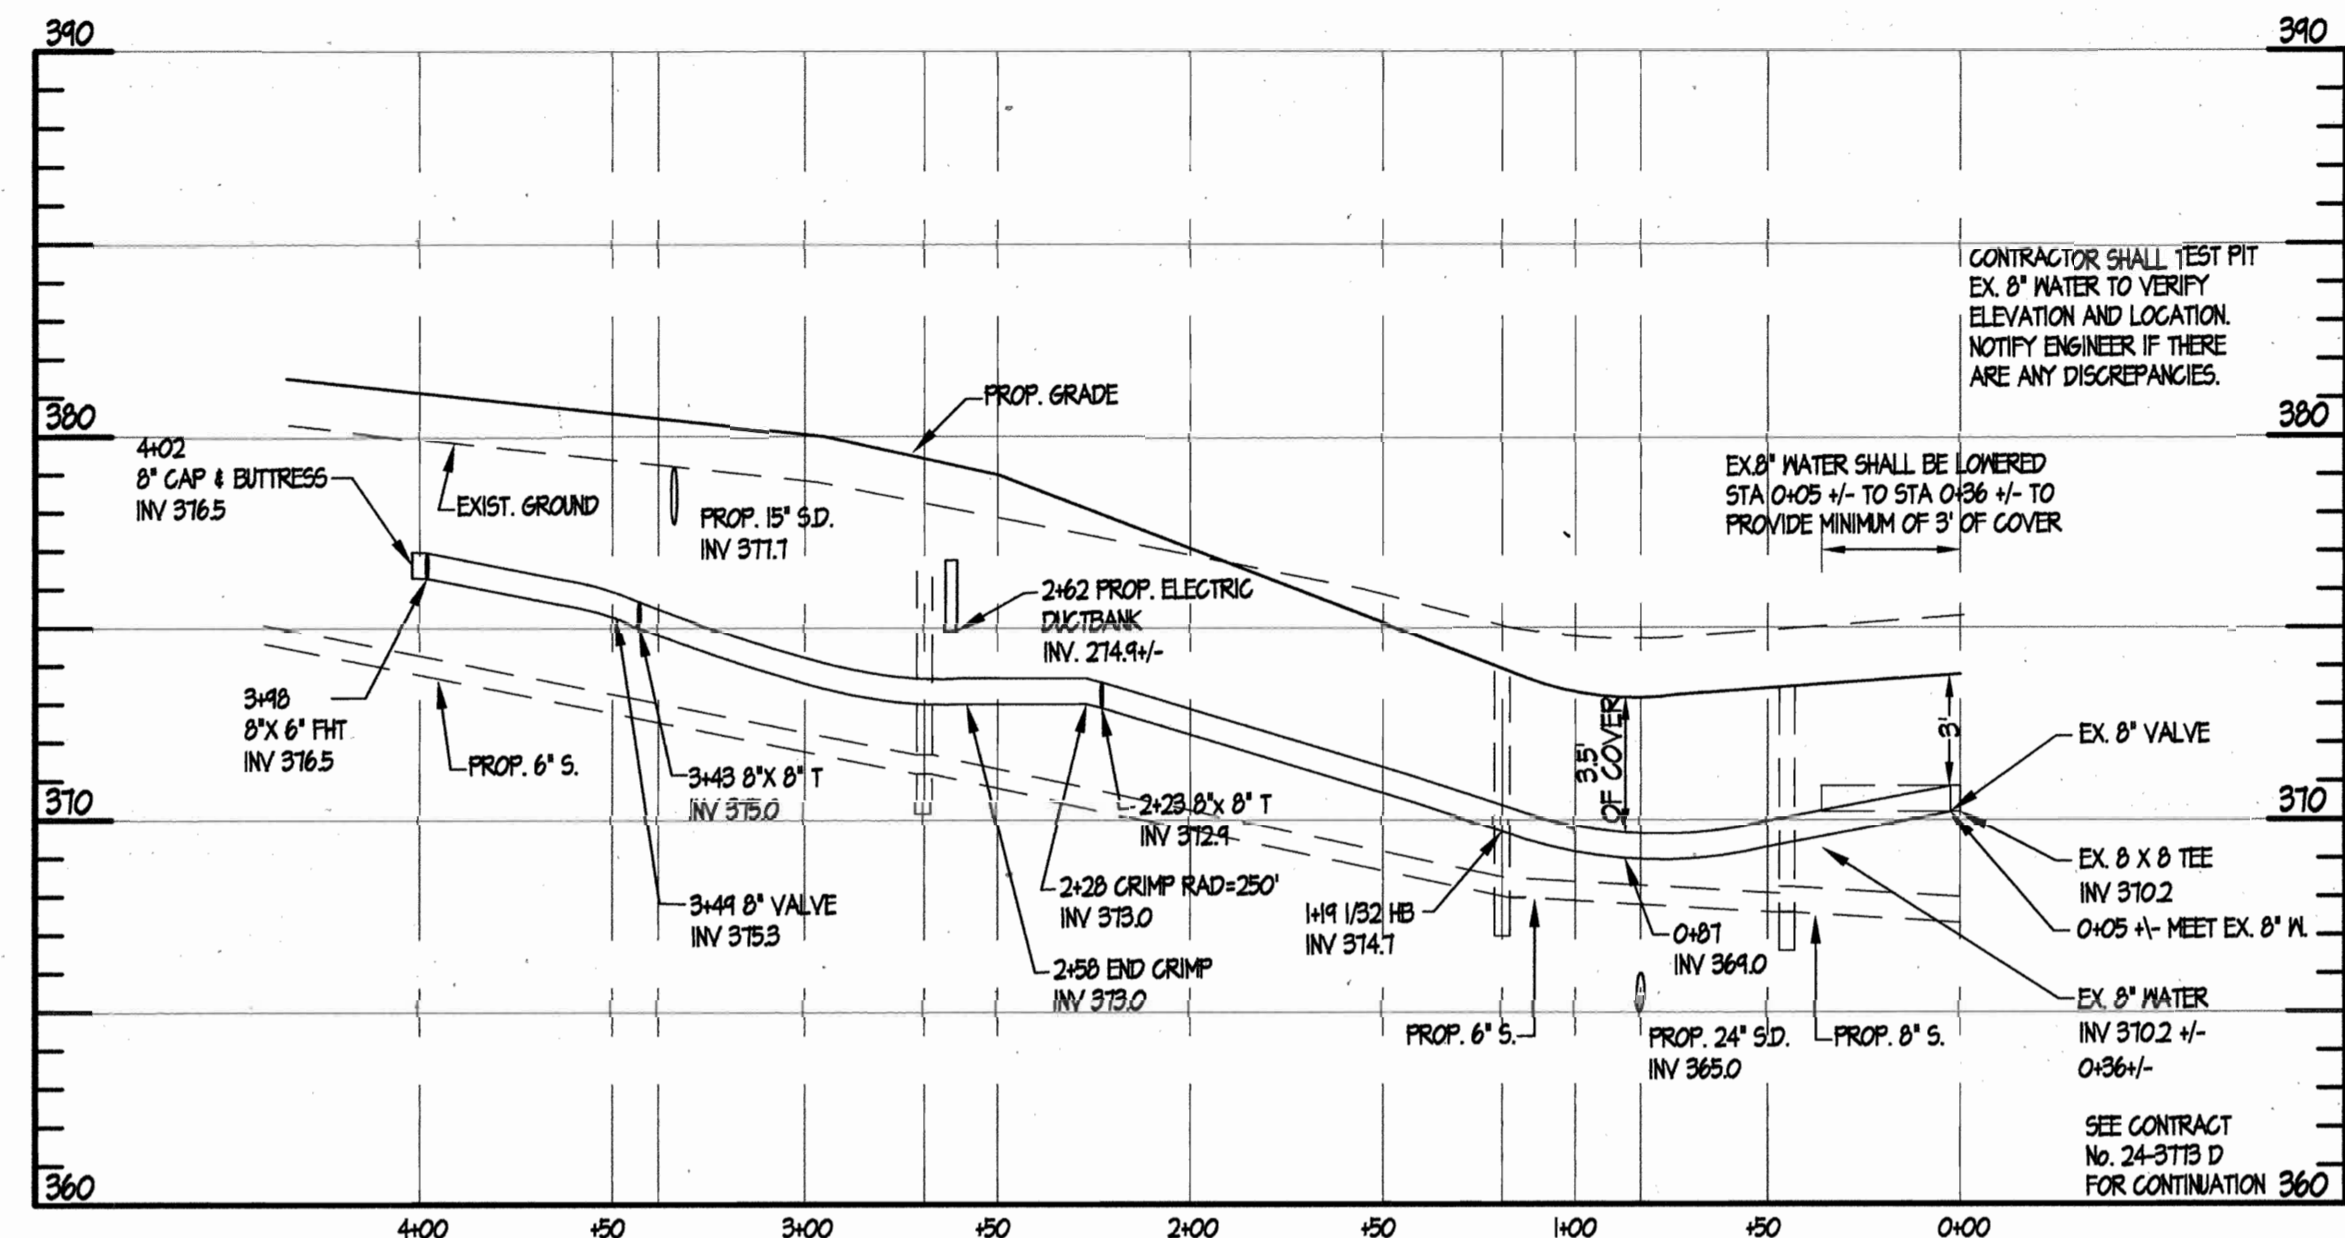 390
390
CONTRACTOR SHALL TEST PIT
EX. 8" WATER TO VERIFY
ELEVATION AND LOCATION.
NOTIFY ENGINEER IF THERE
ARE ANY DISCREPANCIES.
PROP. GRADE
380
380
4+02
8" CAP & BUTTRESS
INV 376.5
EXIST. GROUND
PROP. 15" S.D.
INV 377.7
EX.8" WATER SHALL BE LOWERED
STA 0+05 +/- TO STA 0+36 +/- TO
PROVIDE MINIMUM OF 3' OF COVER
2+62 PROP. ELECTRIC
DUCTBANK
INV. 274.9+/-
3+98
8"X 6" FHT
INV 376.5
PROP. 6" S.
3+43 8"X 8" T
INV 375.0
2+23 8"x 8" T
INV 372.9
3.5'
OF COVER
3'
EX. 8" VALVE
370
370
3+49 8" VALVE
INV 375.3
2+28 CRIMP RAD=250'
INV 373.0
2+58 END CRIMP
INV 373.0
1+19 1/32 HB
INV 374.7
0+87
INV 369.0
EX. 8 X 8 TEE
INV 370.2
0+05 +\- MEET EX. 8" W.
EX. 8" WATER
INV 370.2 +/-
0+36+/-
PROP. 6" S.
PROP. 24" S.D.
INV 365.0
PROP. 8" S.
SEE CONTRACT
No. 24-3773 D
FOR CONTINUATION
360
360
4+00
+50
3+00
+50
2+00
+50
1+00
+50
0+00